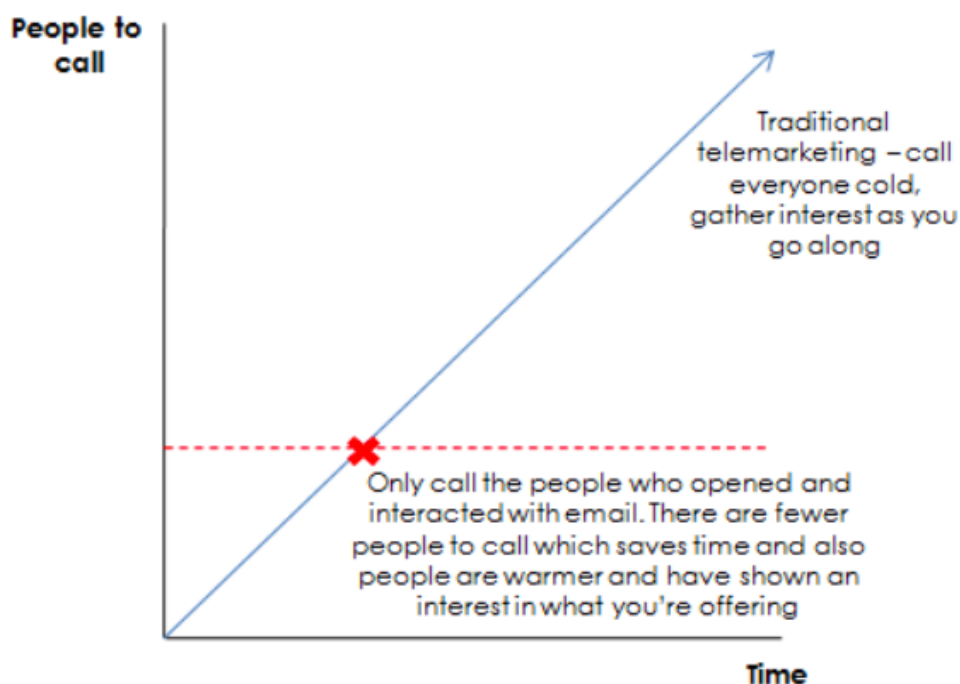 People to
call
Traditional
telemarketing – call
everyone cold,
gather interest as you
go along
Only call the people who opened and
interacted with email. There are fewer
people to call which saves time and also
people are warmer and have shown an
interest in what you're offering
Time